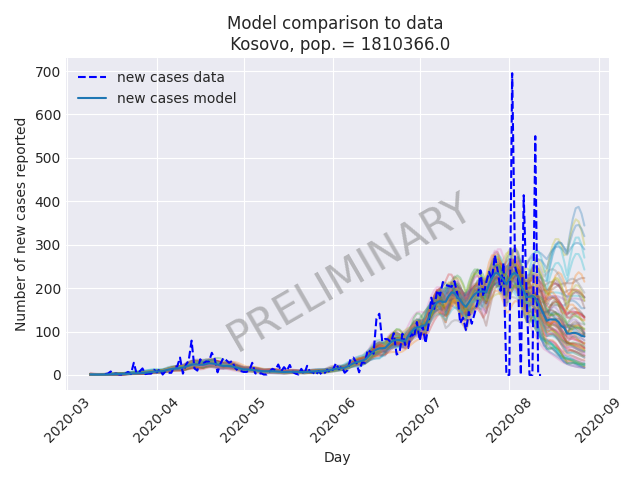 Model comparison to data
Kosovo, pop. = 1810366.0
new cases data
new cases model
Number of new cases reported
700
600
500
400
300
200
100
0
PRELIMINARY
2020-03
2020-04
2020-05
2020-06
2020-07
2020-08
2020-09
Day